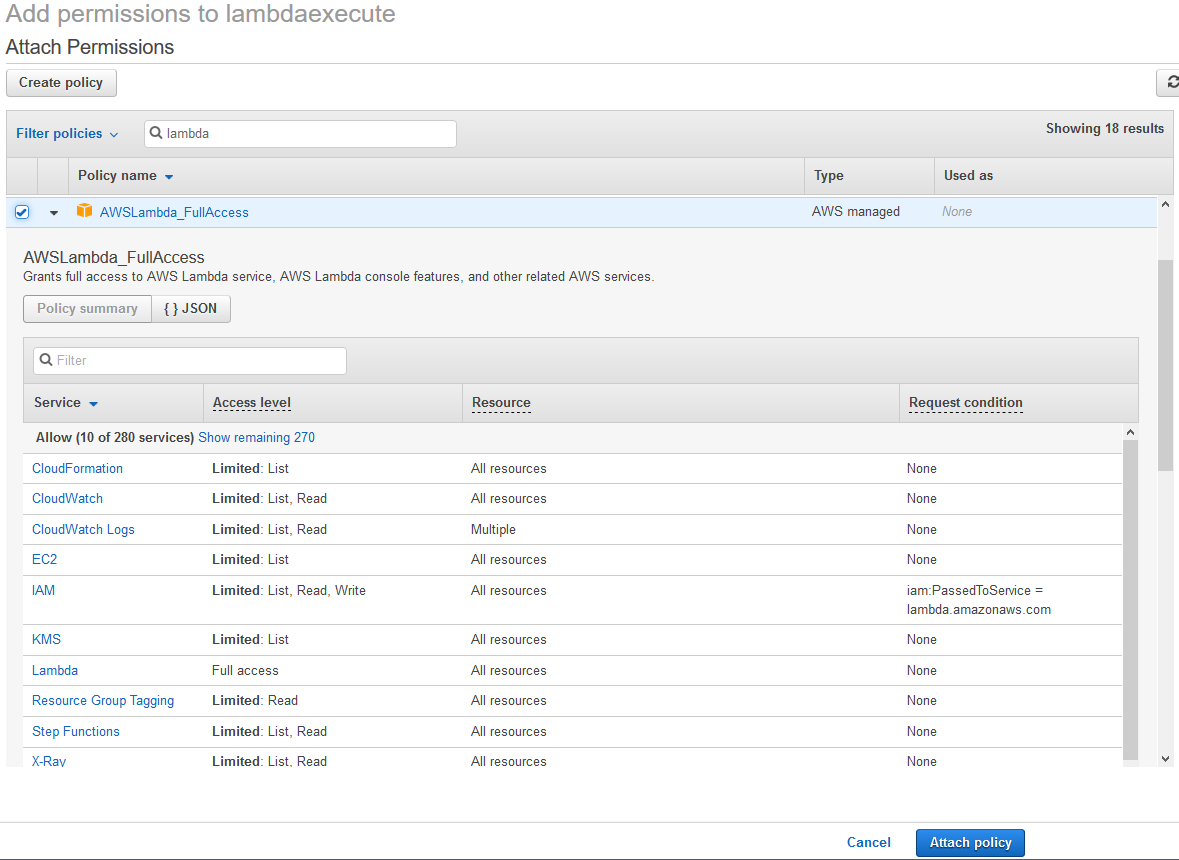 Add permissions to lambdaexecute
Attach Permissions
Create policy
Filter policies
lambda
Showing 18 results
Policy name Type Used as
AWSLambda_FullAccess AWS managed None
AWSLambda_FullAccess
Grants full access to AWS Lambda service, AWS Lambda console features, and other related AWS services.
Policy summary { } JSON
Filter
Service Access level Resource Request condition
Allow (10 of 280 services) Show remaining 270
CloudFormation Limited: List All resources None
CloudWatch Limited: List, Read All resources None
CloudWatch Logs Limited: List, Read Multiple None
EC2 Limited: List All resources None
IAM Limited: List, Read, Write All resources iam:PassedToService =
lambda.amazonaws.com
KMS Limited: List All resources None
Lambda Full access All resources None
Resource Group Tagging Limited: Read All resources None
Step Functions Limited: List, Read All resources None
X-Ray Limited: List, Read All resources None
Cancel Attach policy